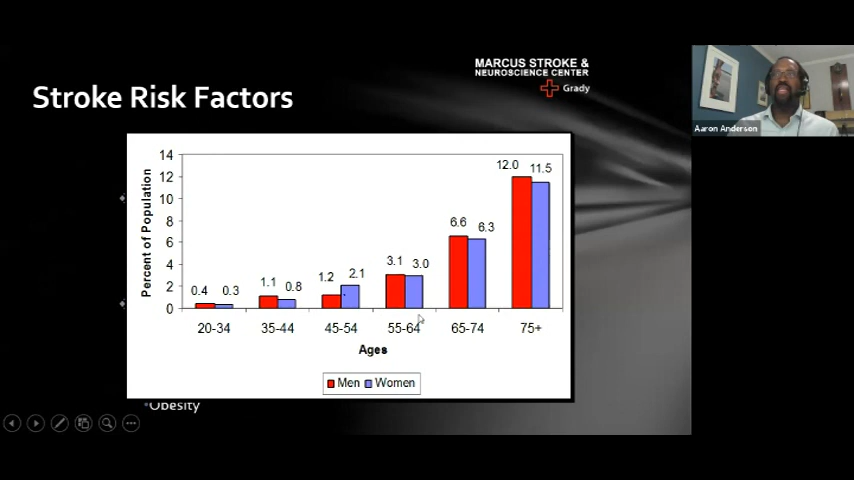 MARCUS STROKE &
NEUROSCIENCE CENTER
Grady
Stroke Risk Factors
Aaron Anderson
Percent of Population
14
12
10
8
6
4
2
0
0.4 0.3
1.1 0.8
1.2 2.1
3.1 3.0
6.6 6.3
12.0 11.5
20-34 35-44 45-54 55-64 65-74 75+
Ages
Men Women
Obesity